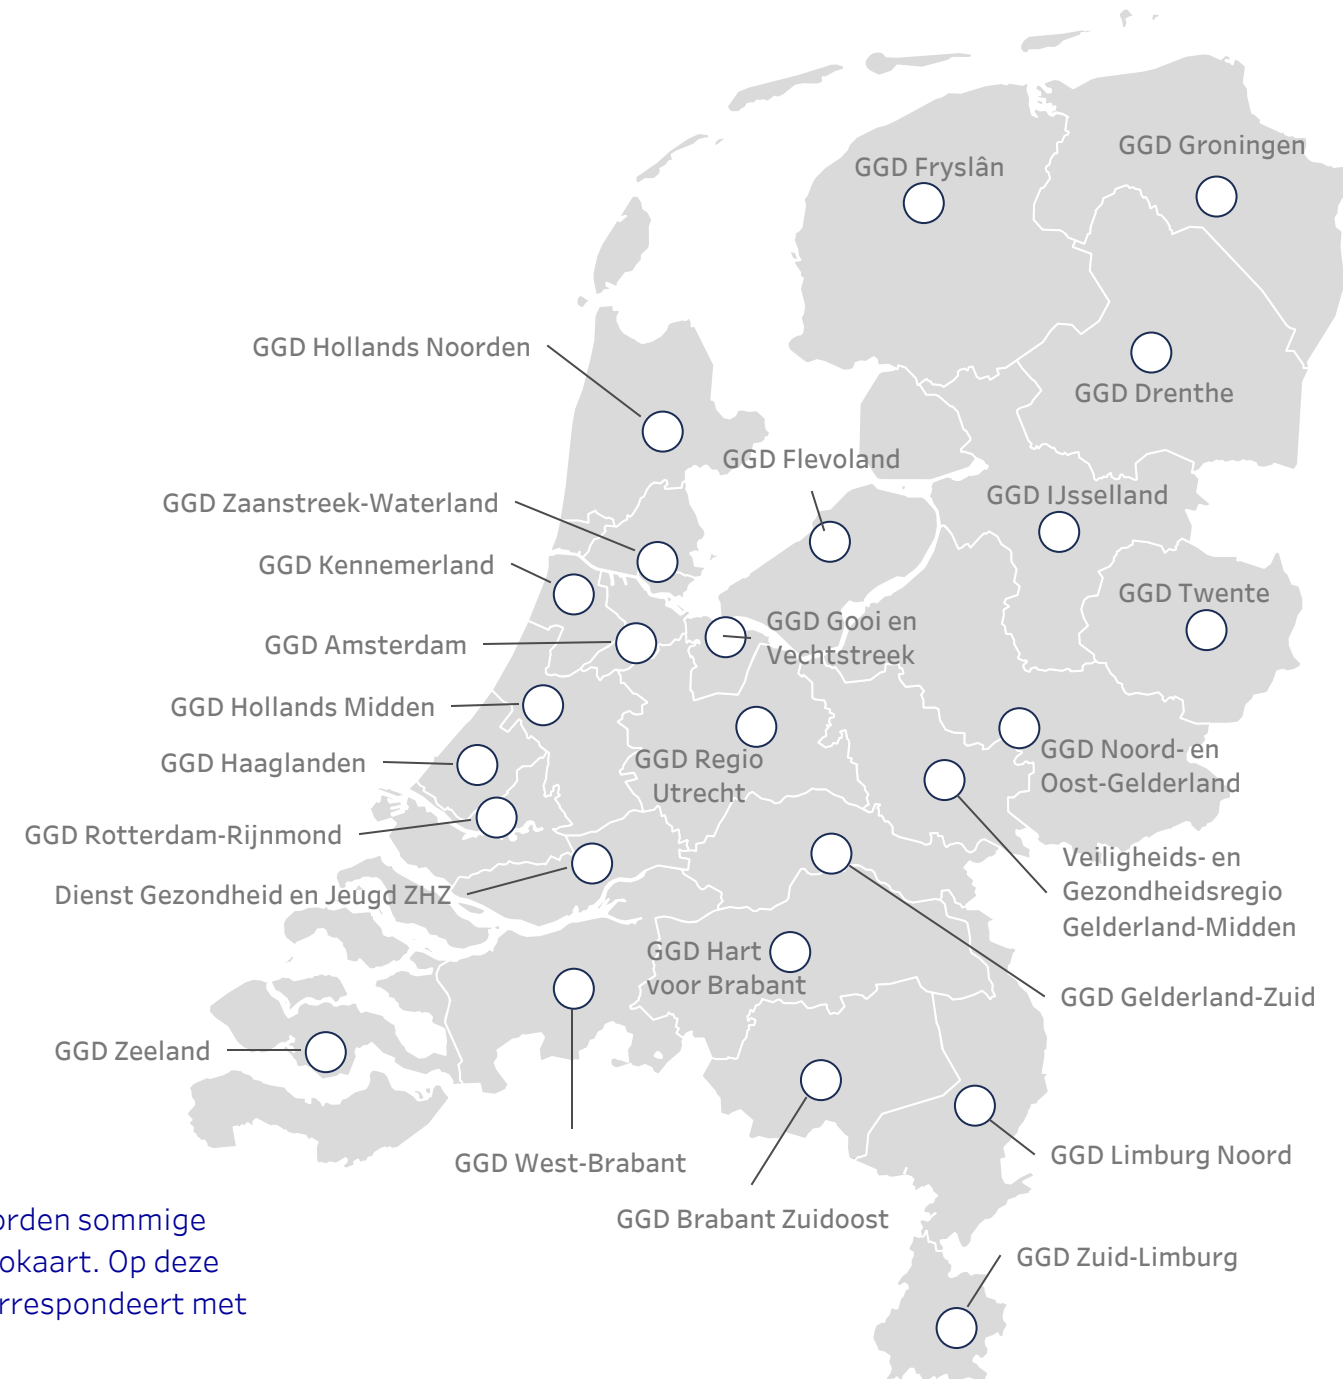 GGD Groningen
GGD Fryslân
GGD Hollands Noorden
GGD Drenthe
GGD Flevoland
GGD IJsselland
GGD Zaanstreek-Waterland
GGD Kennemerland
GGD Twente
GGD Gooi en
Vechtstreek
GGD Amsterdam
GGD Hollands Midden
GGD Noord- en
Oost-Gelderland
GGD Regio
Utrecht
GGD Haaglanden
GGD Rotterdam-Rijnmond
Veiligheids- en
Gezondheidsregio
Gelderland-Midden
Dienst Gezondheid en Jeugd ZHZ
GGD Hart
voor Brabant
GGD Gelderland-Zuid
GGD Zeeland
GGD West-Brabant
GGD Limburg Noord
GGD Brabant Zuidoost
GGD Zuid-Limburg
orden sommige
okaart. Op deze
rrespondeert met